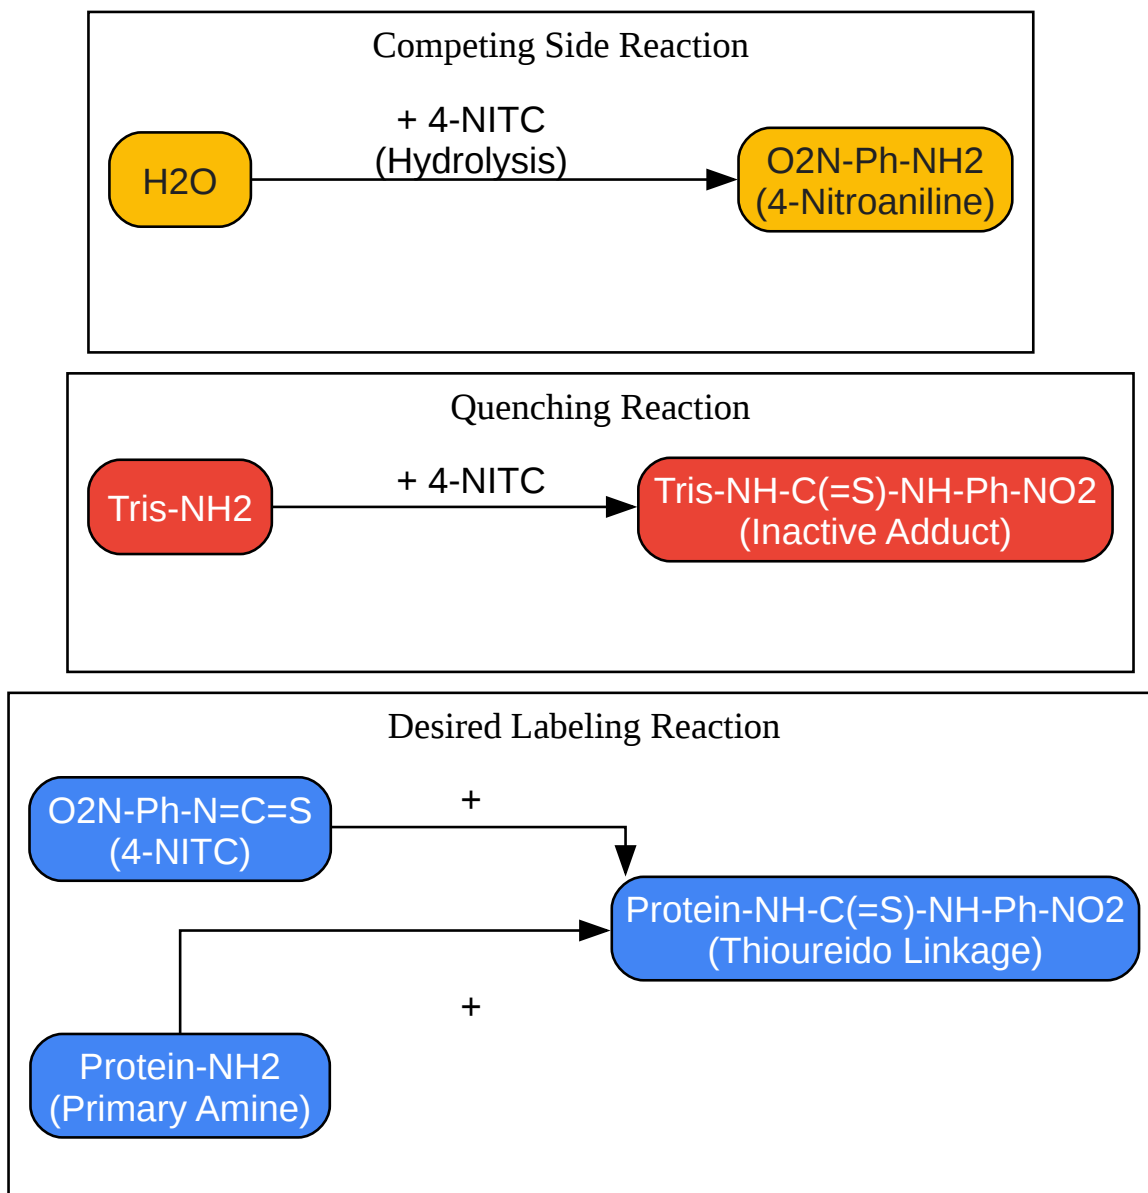 Competing Side Reaction
+ 4-NITC
(Hydrolysis)
H2O
O2N-Ph-NH2
(4-Nitroaniline)
Quenching Reaction
+ 4-NITC
Tris-NH2
Tris-NH-C(=S)-NH-Ph-NO2
(Inactive Adduct)
Desired Labeling Reaction
O2N-Ph-N=C=S
(4-NITC)
+
Protein-NH-C(=S)-NH-Ph-NO2
(Thioureido Linkage)
+
Protein-NH2
(Primary Amine)